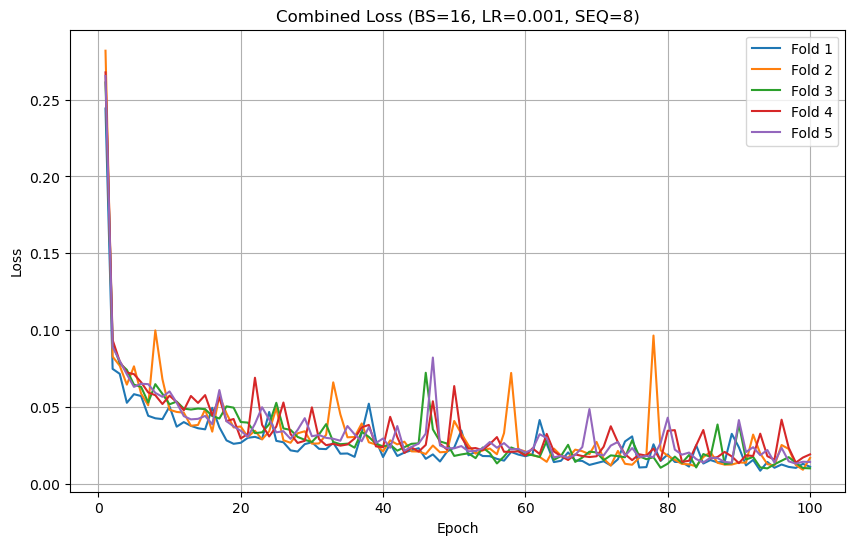 Combined Loss (BS=16, LR=0.001, SEQ=8)
Fold 1
Fold 2
Fold 3
Fold 4
Fold 5
Loss
0.25
0.20
0.15
0.10
0.05
0.00
0
20
40
60
80
100
Epoch